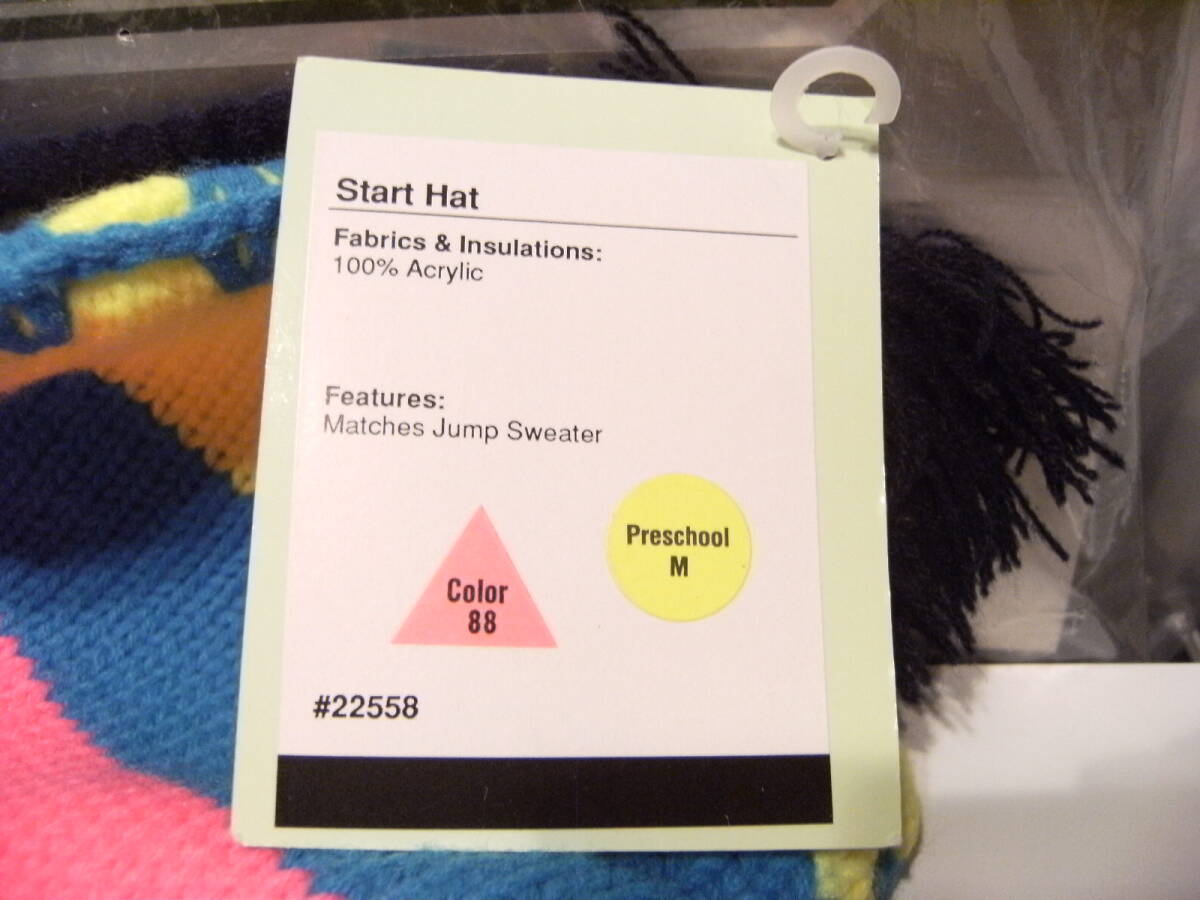 Start Hat
Fabrics & Insulations:
100% Acrylic
Features:
Matches Jump Sweater
Color
88
Preschool
M
#22558